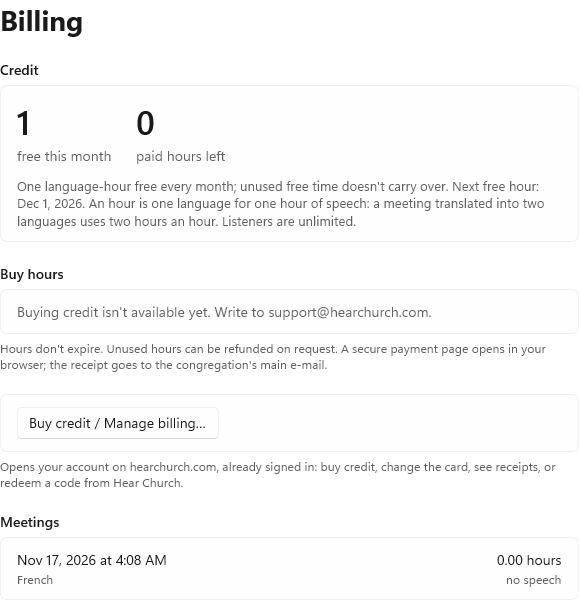 Billing
Credit
1
free this month
0
paid hours left
One language-hour free every month; unused free time doesn't carry over. Next free hour:
Dec 1, 2026. An hour is one language for one hour of speech: a meeting translated into two
languages uses two hours an hour. Listeners are unlimited.
Buy hours
Buying credit isn't available yet. Write to support@hearchurch.com.
Hours don't expire. Unused hours can be refunded on request. A secure payment page opens in your
browser; the receipt goes to the congregation's main e-mail.
Buy credit / Manage billing...
Opens your account on hearchurch.com, already signed in: buy credit, change the card, see receipts, or
redeem a code from Hear Church.
Meetings
Nov 17, 2026 at 4:08 AM
0.00 hours
French
no speech